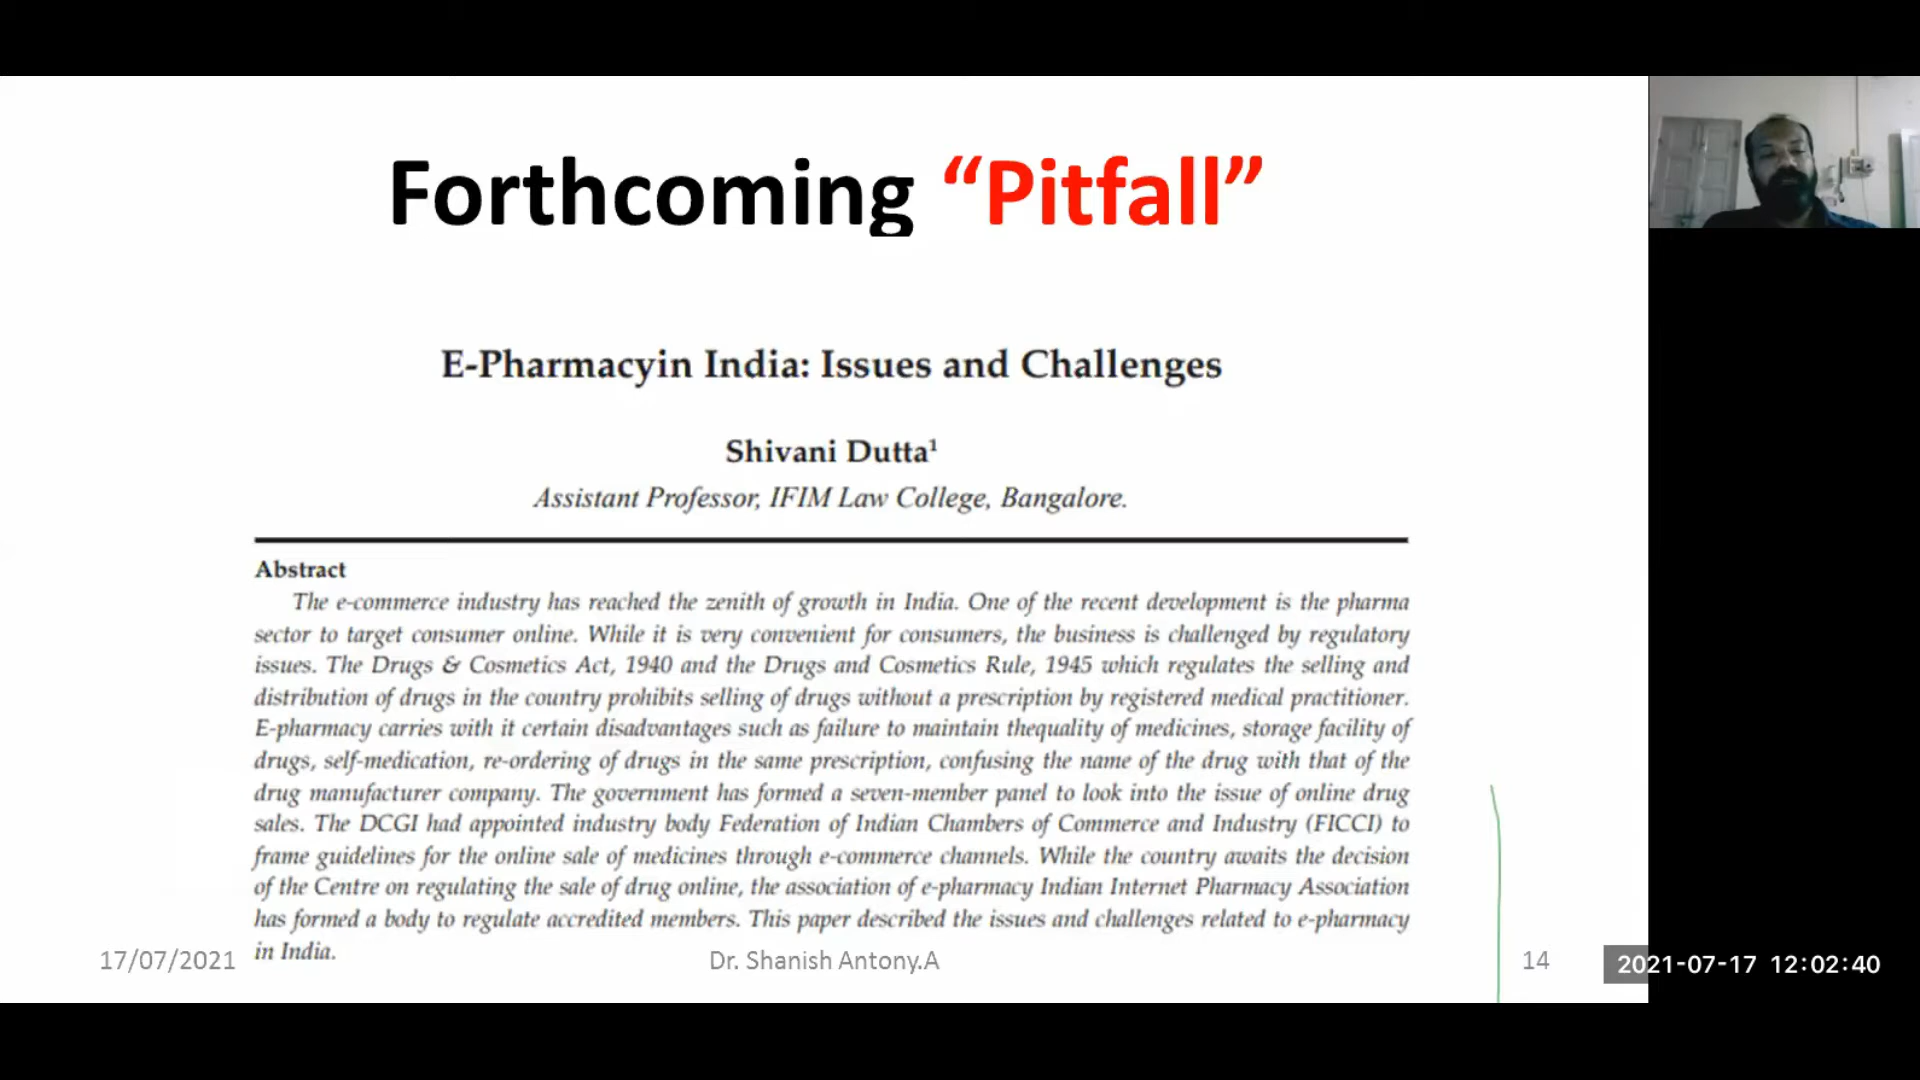 Forthcoming “Pitfall”
E-Pharmacyin India: Issues and Challenges
Shivani Dutta¹
Assistant Professor, IFIM Law College, Bangalore.
Abstract
The e-commerce industry has reached the zenith of growth in India. One of the recent development is the pharma
sector to target consumer online. While it is very convenient for consumers, the business is challenged by regulatory
issues. The Drugs & Cosmetics Act, 1940 and the Drugs and Cosmetics Rule, 1945 which regulates the selling and
distribution of drugs in the country prohibits selling of drugs without a prescription by registered medical practitioner.
E-pharmacy carries with it certain disadvantages such as failure to maintain thequality of medicines, storage facility of
drugs, self-medication, re-ordering of drugs in the same prescription, confusing the name of the drug with that of the
drug manufacturer company. The government has formed a seven-member panel to look into the issue of online drug
sales. The DCGI had appointed industry body Federation of Indian Chambers of Commerce and Industry (FICCI) to
frame guidelines for the online sale of medicines through e-commerce channels. While the country awaits the decision
of the Centre on regulating the sale of drug online, the association of e-pharmacy Indian Internet Pharmacy Association
has formed a body to regulate accredited members. This paper described the issues and challenges related to e-pharmacy
in India.
17/07/2021
Dr. Shanish Antony.A
14
2021-07-17 12:02:40